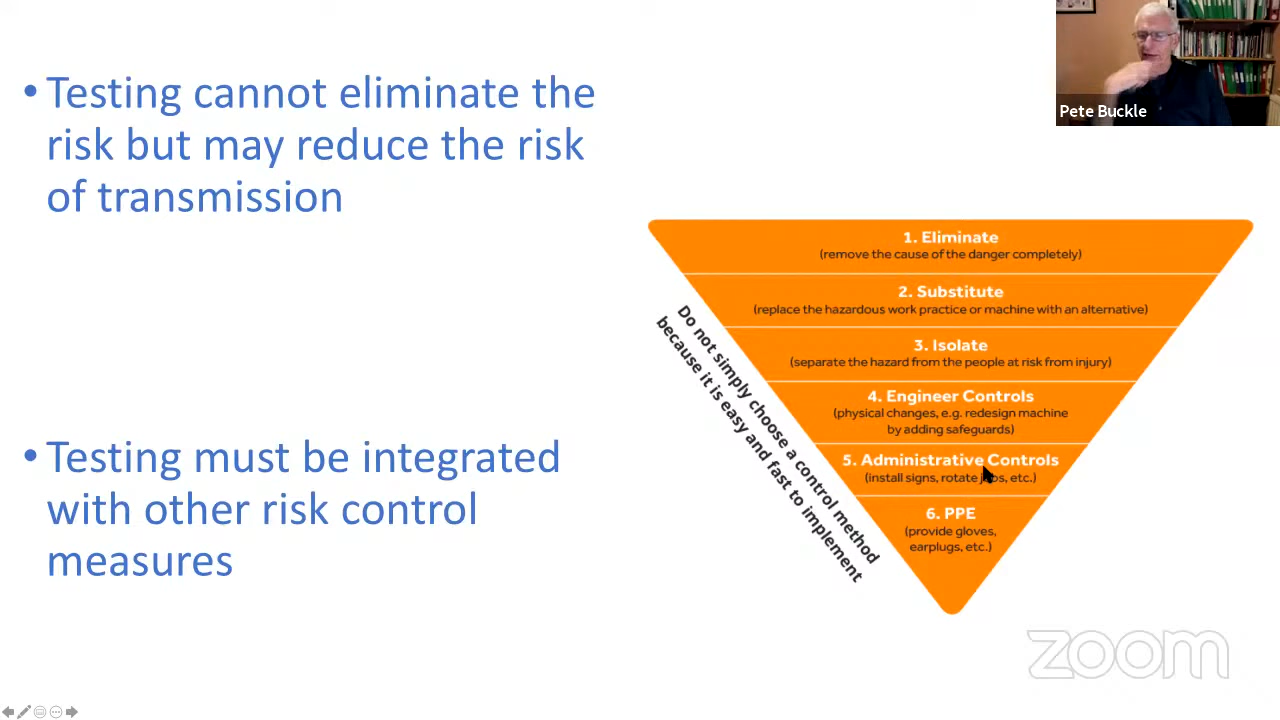 • Testing cannot eliminate the
risk but may reduce the risk
of transmission
• Testing must be integrated
with other risk control
measures
Pete Buckle
1. Eliminate
(remove the cause of the danger completely)
2. Substitute
(replace the hazardous work practice or machine with an alternative)
3. Isolate
(separate the hazard from the people at risk from injury)
4. Engineer Controls
(physical changes, e.g. redesign machine
by adding safeguards)
5. Administrative Controls
(install signs, rotate jobs, etc.)
6. PPE
(provide gloves,
earplugs, etc.)
Do not simply choose a control method
because it is easy and fast to implement
zoom